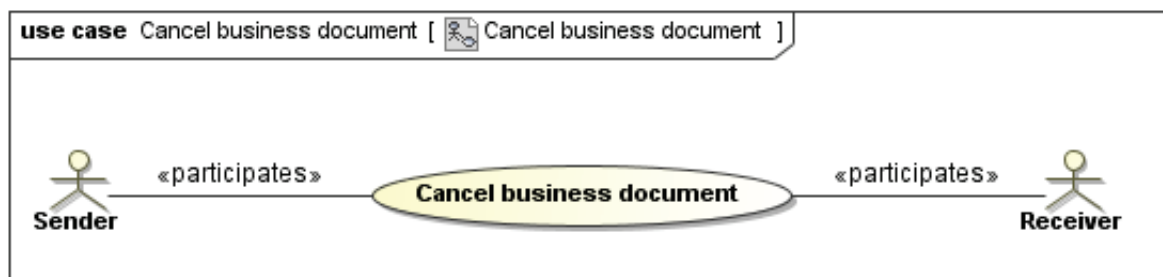 use case Cancel business document [ Cancel business document ]
«participates» «participates»
Cancel business document
Sender Receiver